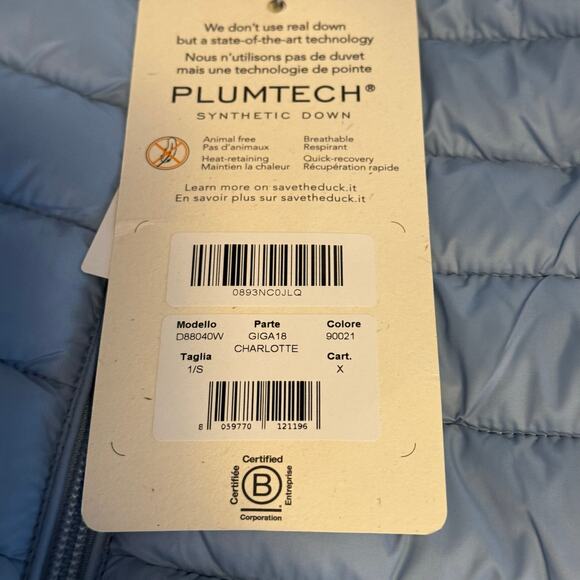 We don't use real down
but a state-of-the-art technology
Nous n'utilisons pas de duvet
mais une technologie de pointe
PLUMTECH®
SYNTHETIC DOWN
Animal free
Pas d'animaux
Breathable
Respirant
Heat-retaining
Maintien la chaleur
Quick-recovery
Récupération rapide
Learn more on savetheduck.it
En savoir plus sur savetheduck.it
0893NC0JLQ
Modello Parte Colore
D88040W GIGA18 90021
CHARLOTTE
Taglia Cart.
1/S X
8 059770 121196
Certified
Certifiée
B
Entreprise
Corporation